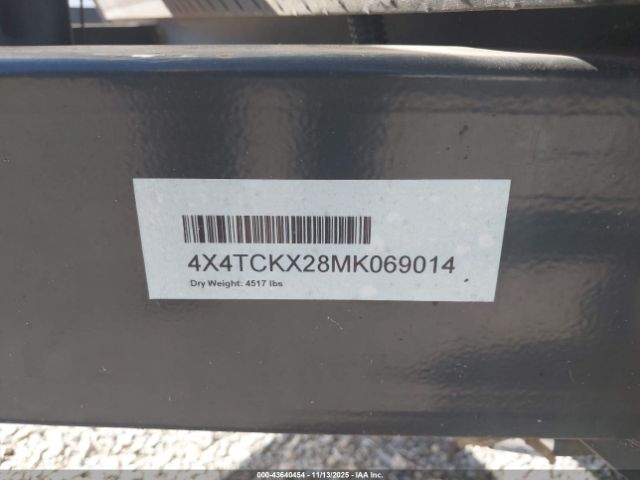 4X4TCKX28MK069014
Dry Weight: 4517 lbs
000-43640454 - 11/13/2025 - IAA Inc.